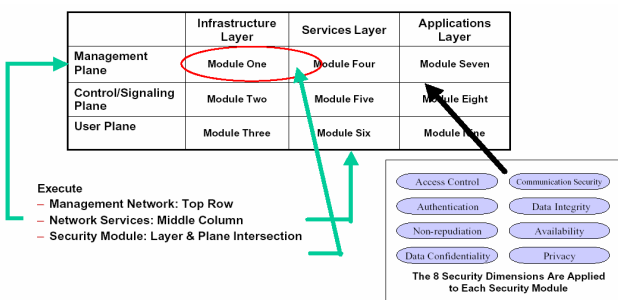 Infrastructure Layer
Services Layer
Applications Layer
Management Plane
Module One
Module Four
Module Seven
Control/Signaling Plane
Module Two
Module Five
Module Eight
User Plane
Module Three
Module Six
Module Nine
Execute
– Management Network: Top Row
– Network Services: Middle Column
– Security Module: Layer & Plane Intersection
Access Control
Communication Security
Authentication
Data Integrity
Non-repudiation
Availability
Data Confidentiality
Privacy
The 8 Security Dimensions Are Applied
to Each Security Module